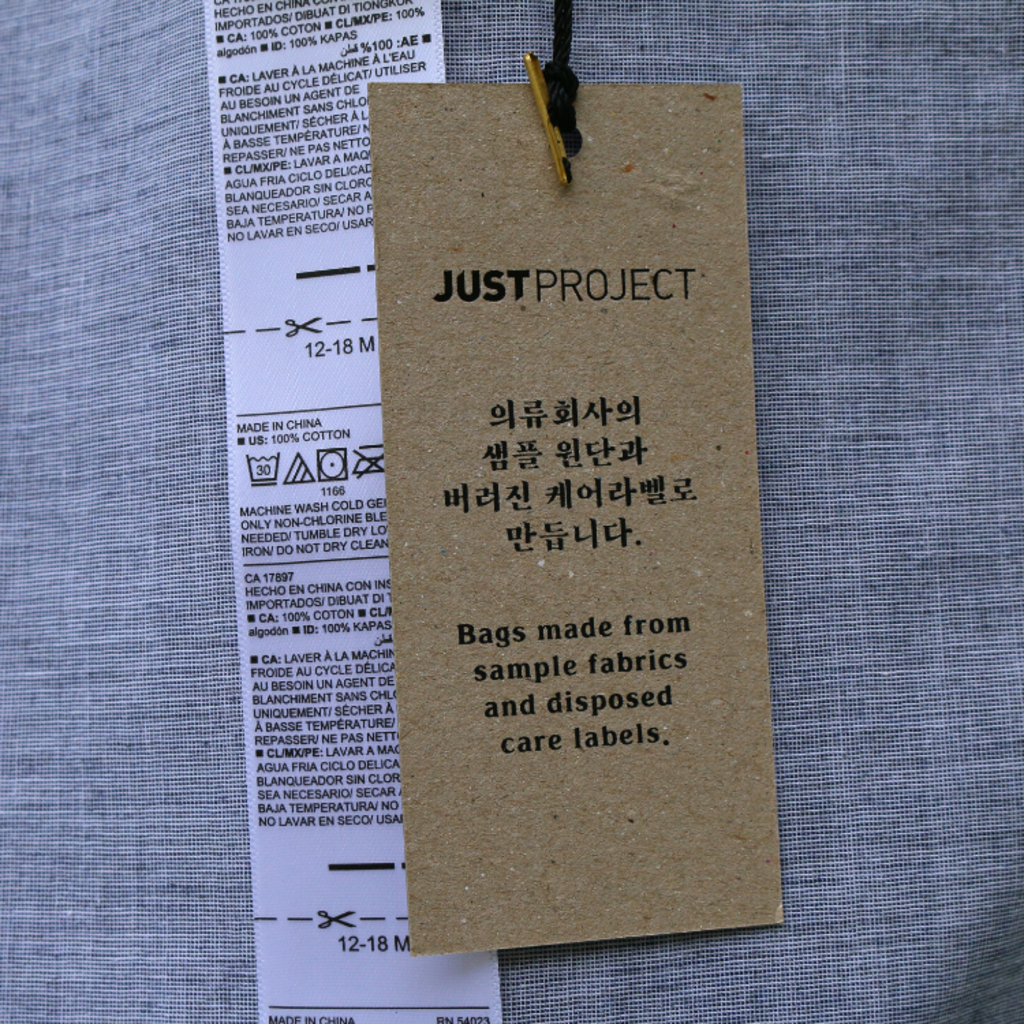 HECHO EN CHINA CON
IMPORTADOS/ DIBUAT DI TIONGKOK
■ CA: 100% COTON ■ CL/MX/PE: 100%
algodón ■ ID: 100% KAPAS
قطن %100 :AE ■
■ CA: LAVER À LA MACHINE À L'EAU
FROIDE AU CYCLE DÉLICAT/ UTILISER
AU BESOIN UN AGENT DE
BLANCHIMENT SANS CHLO
UNIQUEMENT/ SÉCHER À L
À BASSE TEMPÉRATURE/ N
REPASSER/ NE PAS NETTO
■ CL/MX/PE: LAVAR A MAQ
AGUA FRIA CICLO DELICAD
BLANQUEADOR SIN CLORO
SEA NECESARIO/ SECAR A
BAJA TEMPERATURA/ NO P
NO LAVAR EN SECO/ USAR
12-18 M
MADE IN CHINA
■ US: 100% COTTON
30
1166
MACHINE WASH COLD GE
ONLY NON-CHLORINE BLE
NEEDED/ TUMBLE DRY LO
IRON/ DO NOT DRY CLEAN
CA 17897
HECHO EN CHINA CON INS
IMPORTADOS/ DIBUAT DI T
■ CA: 100% COTON ■ CL/
algodón ■ ID: 100% KAPAS
قطن
■ CA: LAVER À LA MACHIN
FROIDE AU CYCLE DÉLICA
AU BESOIN UN AGENT DE
BLANCHIMENT SANS CHL
UNIQUEMENT/ SÉCHER À
À BASSE TEMPÉRATURE/
REPASSER/ NE PAS NETT
■ CL/MX/PE: LAVAR A MA
AGUA FRIA CICLO DELICA
BLANQUEADOR SIN CLOR
SEA NECESARIO/ SECAR
BAJA TEMPERATURA/ NO
NO LAVAR EN SECO/ USA
12-18 M
MADE IN CHINA RN 54023
JUSTPROJECT
의류회사의
샘플 원단과
버려진 케어라벨로
만듭니다.
Bags made from
sample fabrics
and disposed
care labels.